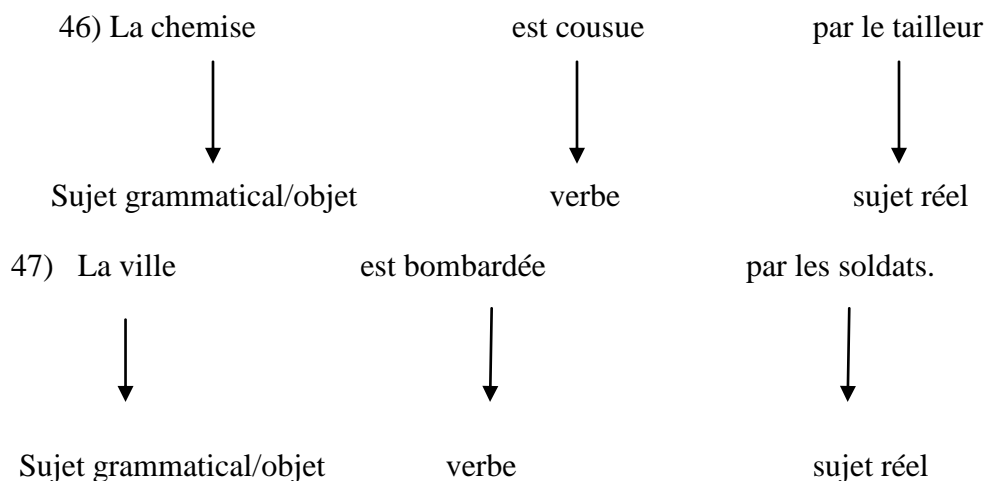 46) La chemise est cousue par le tailleur
Sujet grammatical/objet verbe sujet réel
47) La ville est bombardée par les soldats.
Sujet grammatical/objet verbe sujet réel